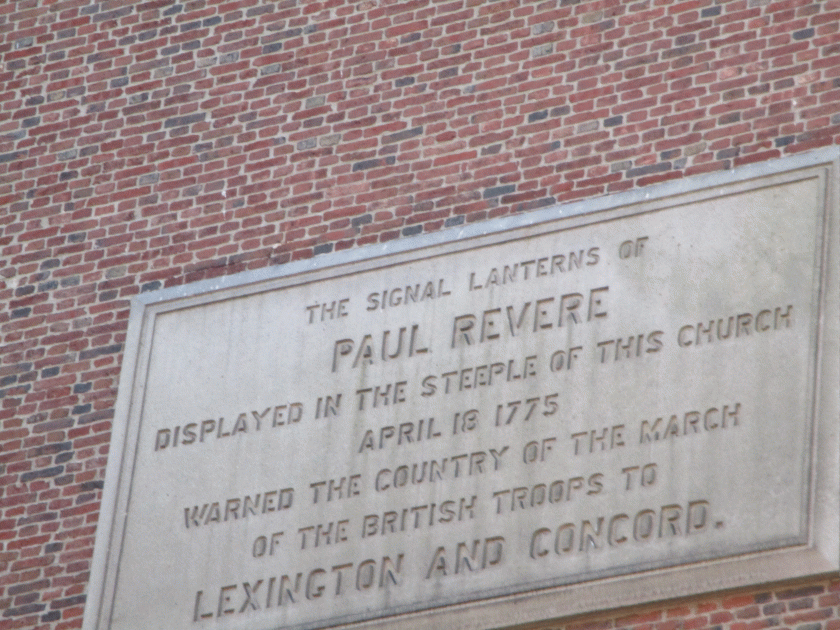 THE SIGNAL LANTERNS OF
PAUL REVERE
DISPLAYED IN THE STEEPLE OF THIS CHURCH
APRIL 18 1775
WARNED THE COUNTRY OF THE MARCH
OF THE BRITISH TROOPS TO
LEXINGTON AND CONCORD.